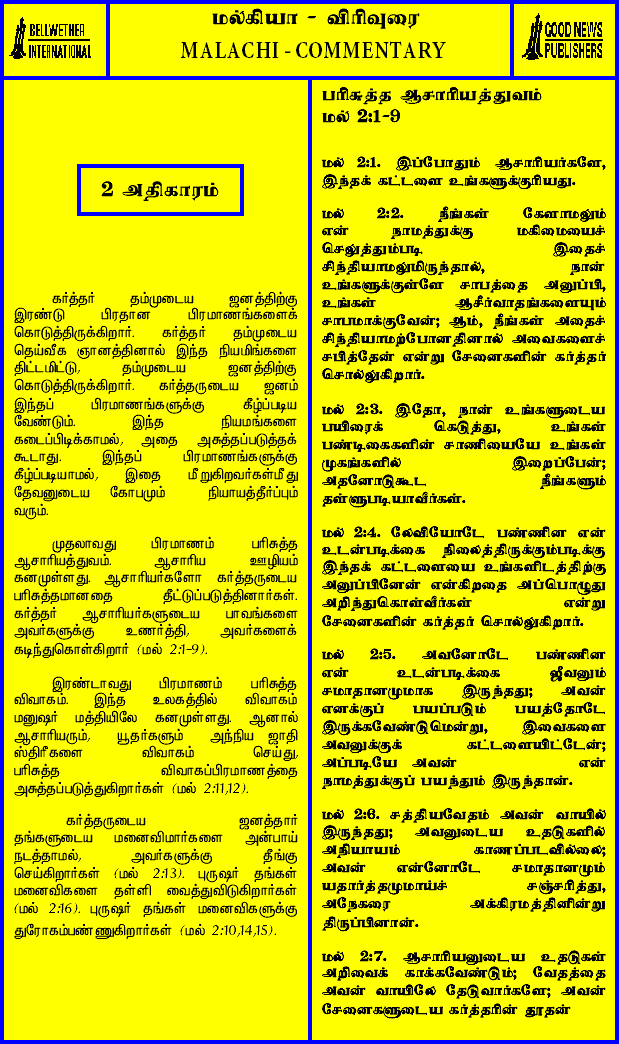 BELLWETHER
INTERNATIONAL
மல்கியா - விரிவுரை
MALACHI - COMMENTARY
GOOD NEWS
PUBLISHERS
2 அதிகாரம்
கர்த்தர் தம்முடைய ஜனத்திற்கு
இரண்டு பிரதான பிரமாணங்களைக்
கொடுத்திருக்கிறார். கர்த்தர் தம்முடைய
தெய்வீக ஞானத்தினால் இந்த நியமிங்களை
திட்டமிட்டு, தம்முடைய ஜனத்திற்கு
கொடுத்திருக்கிறார். கர்த்தருடைய ஜனம்
இந்தப் பிரமாணங்களுக்கு கீழ்ப்படிய
வேண்டும். இந்த நியமங்களை
கடைப்பிடிக்காமல், அதை அசுத்தப்படுத்தக்
கூடாது. இந்தப் பிரமாணங்களுக்கு
கீழ்ப்படியாமல், இதை மீறுகிறவர்கள்மீது
தேவனுடைய கோபமும் நியாயத்தீர்ப்பும்
வரும்.
முதலாவது பிரமாணம் பரிசுத்த
ஆசாரியத்துவம். ஆசாரிய ஊழியம்
கனமுள்ளது. ஆசாரியர்களோ கர்த்தருடைய
பரிசுத்தமானதை தீட்டுப்படுத்தினார்கள்.
கர்த்தர் ஆசாரியர்களுடைய பாவங்களை
அவர்களுக்கு உணர்த்தி, அவர்களைக்
கடிந்துகொள்கிறார் (மல் 2:1-9).
இரண்டாவது பிரமாணம் பரிசுத்த
விவாகம். இந்த உலகத்தில் விவாகம்
மனுஷர் மத்தியிலே கனமுள்ளது. ஆனால்
ஆசாரியரும், யூதர்களும் அந்நிய ஜாதி
ஸ்திரீகளை விவாகம் செய்து,
பரிசுத்த விவாகப்பிரமாணத்தை
அசுத்தப்படுத்துகிறார்கள் (மல் 2:11,12).
கர்த்தருடைய ஜனத்தார்
தங்களுடைய மனைவிமார்களை அன்பாய்
நடத்தாமல், அவர்களுக்கு தீங்கு
செய்கிறார்கள் (மல் 2:13). புருஷர் தங்கள்
மனைவிகளை தள்ளி வைத்துவிடுகிறார்கள்
(மல் 2:16). புருஷர் தங்கள் மனைவிகளுக்கு
துரோகம்பண்ணுகிறார்கள் (மல் 2:10,14,15).
பரிசுத்த ஆசாரியத்துவம்
மல் 2:1-9
மல் 2:1. இப்போதும் ஆசாரியர்களே,
இந்தக் கட்டளை உங்களுக்குரியது.
மல் 2:2. நீங்கள் கேளாமலும்
என் நாமத்துக்கு மகிமையைச்
செலுத்தும்படி இதைச்
சிந்தியாமலுமிருந்தால், நான்
உங்களுக்குள்ளே சாபத்தை அனுப்பி,
உங்கள் ஆசீர்வாதங்களையும்
சாபமாக்குவேன்; ஆம், நீங்கள் அதைச்
சிந்தியாமற்போனதினால் அவைகளைச்
சபித்தேன் என்று சேனைகளின் கர்த்தர்
சொல்லுகிறார்.
மல் 2:3. இதோ, நான் உங்களுடைய
பயிரைக் கெடுத்து, உங்கள்
பண்டிகைகளின் சாணியையே உங்கள்
முகங்களில் இறைப்பேன்;
அதனோடுகூட நீங்களும்
தள்ளுபடியாவீர்கள்.
மல் 2:4. லேவியோடே பண்ணின என்
உடன்படிக்கை நிலைத்திருக்கும்படிக்கு
இந்தக் கட்டளையை உங்களிடத்திற்கு
அனுப்பினேன் என்கிறதை அப்பொழுது
அறிந்துகொள்வீர்கள் என்று
சேனைகளின் கர்த்தர் சொல்லுகிறார்.
மல் 2:5. அவனோடே பண்ணின
என் உடன்படிக்கை ஜீவனும்
சமாதானமுமாக இருந்தது; அவன்
எனக்குப் பயப்படும் பயத்தோடே
இருக்கவேண்டுமென்று, இவைகளை
அவனுக்குக் கட்டளையிட்டேன்;
அப்படியே அவன் என்
நாமத்துக்குப் பயந்தும் இருந்தான்.
மல் 2:6. சத்தியவேதம் அவன் வாயில்
இருந்தது; அவனுடைய உதடுகளில்
அநியாயம் காணப்படவில்லை;
அவன் என்னோடே சமாதானமும்
யதார்த்தமுமாய்ச் சஞ்சரித்து,
அநேகரை அக்கிரமத்தினின்று
திருப்பினான்.
மல் 2:7. ஆசாரியனுடைய உதடுகள்
அறிவைக் காக்கவேண்டும்; வேதத்தை
அவன் வாயிலே தேடுவார்களே; அவன்
சேனைகளுடைய கர்த்தரின் தூதன்